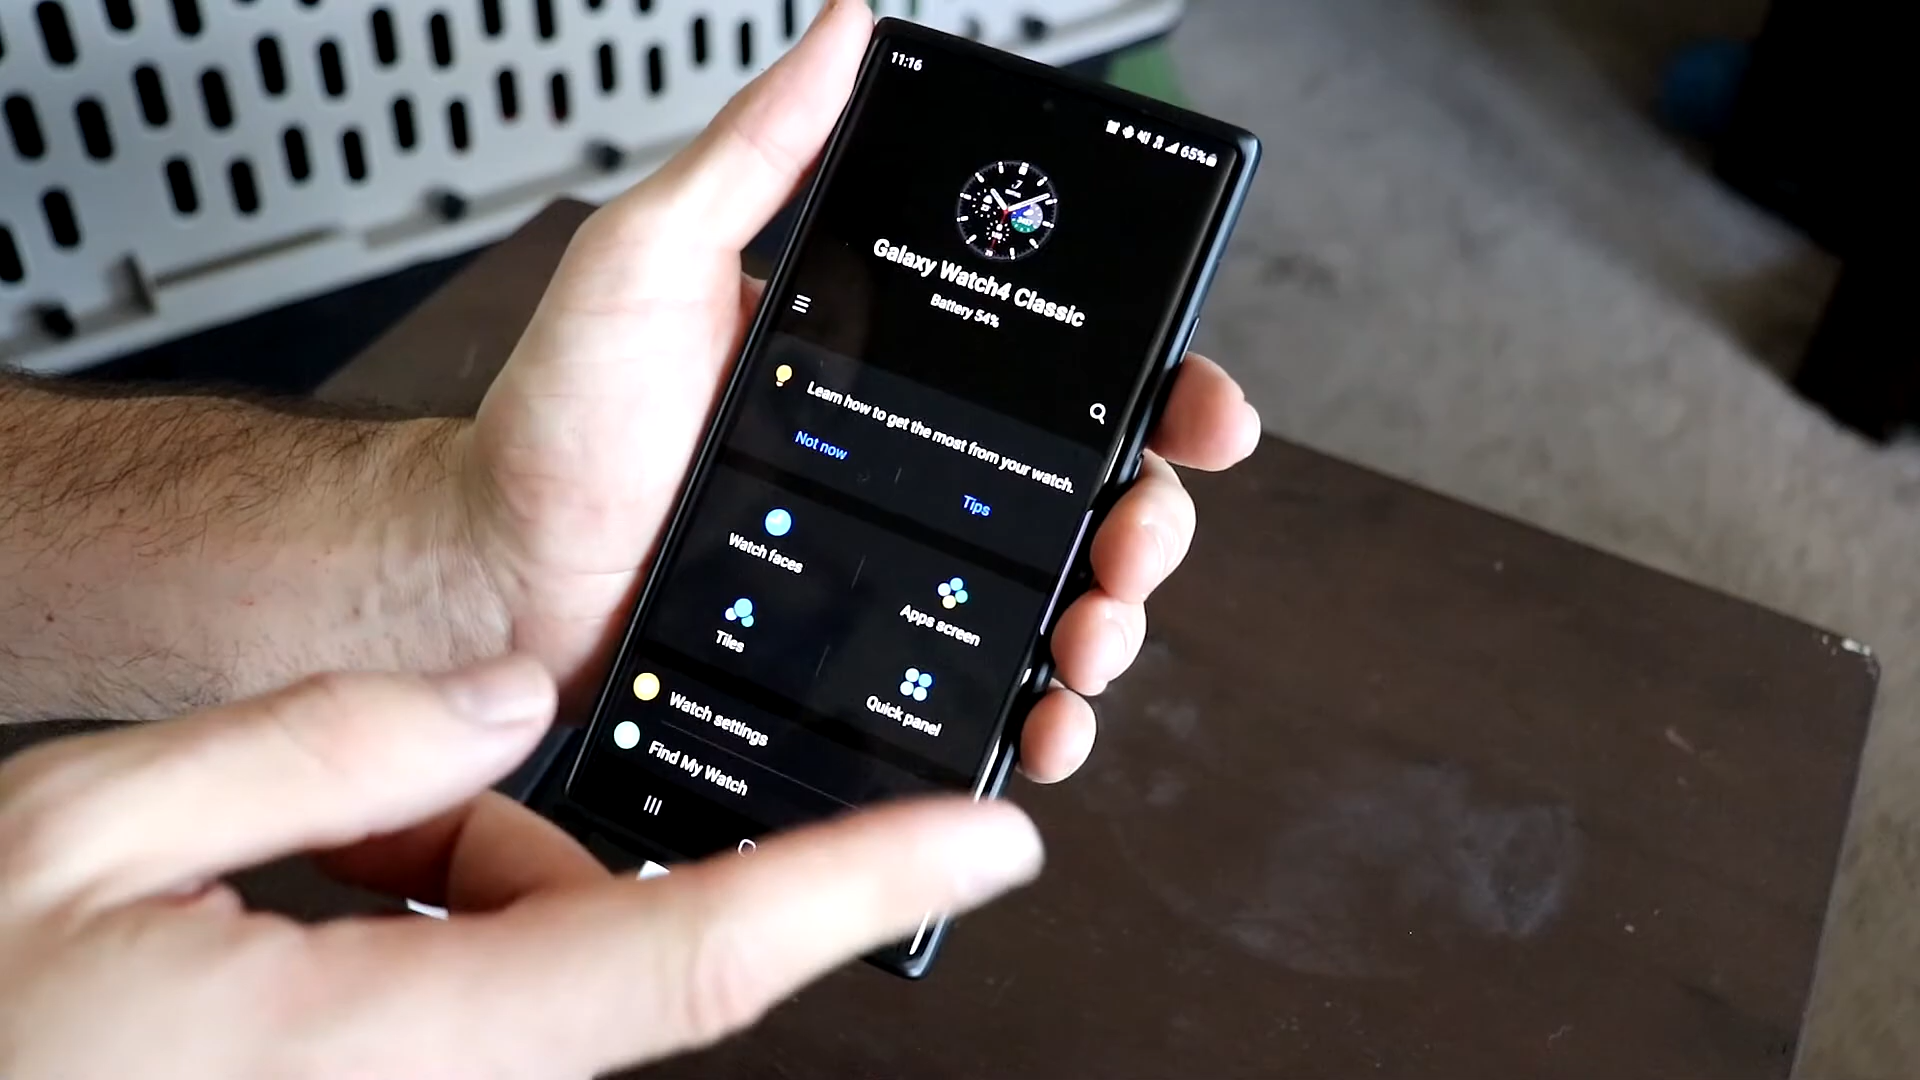 11:16
65%
Galaxy Watch4 Classic
Battery 54%
Learn how to get the most from your watch.
Not now
Tips
Watch faces
Apps screen
Tiles
Quick panel
Watch settings
Find My Watch